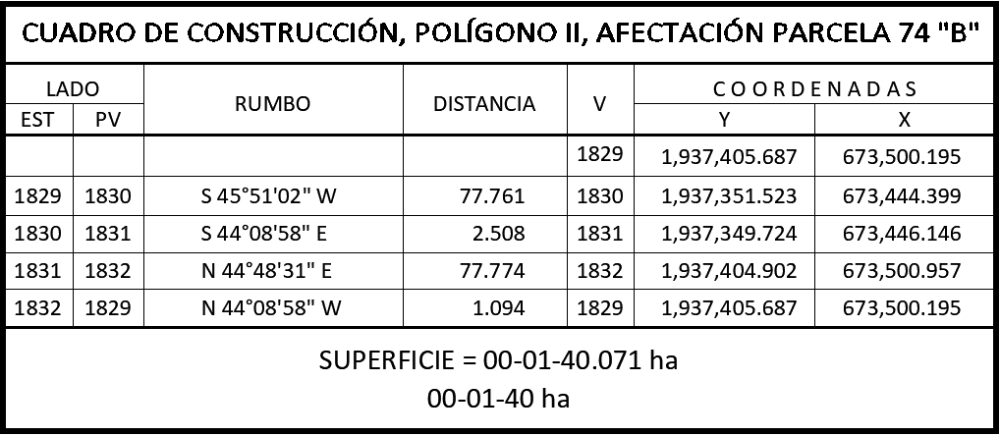 CUADRO DE CONSTRUCCIÓN, POLÍGONO II, AFECTACIÓN PARCELA 74 "B"
LADO RUMBO DISTANCIA V C O O R D E N A D A S
EST PV Y X
1829 1,937,405.687 673,500.195
1829 1830 S 45°51'02" W 77.761 1830 1,937,351.523 673,444.399
1830 1831 S 44°08'58" E 2.508 1831 1,937,349.724 673,446.146
1831 1832 N 44°48'31" E 77.774 1832 1,937,404.902 673,500.957
1832 1829 N 44°08'58" W 1.094 1829 1,937,405.687 673,500.195
SUPERFICIE = 00-01-40.071 ha
00-01-40 ha